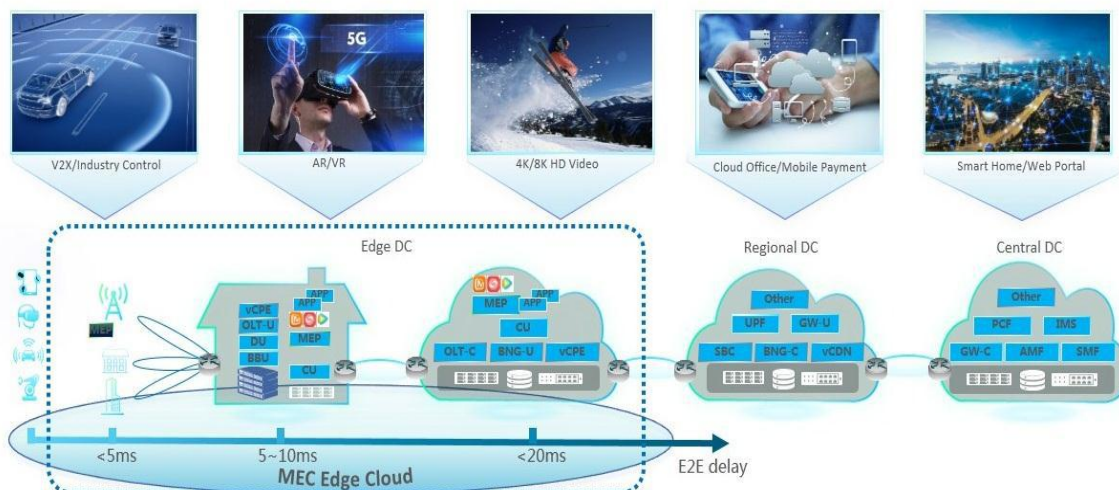 5G
V2X/Industry Control
AR/VR
4K/8K HD Video
Cloud Office/Mobile Payment
Smart Home/Web Portal
Edge DC
Regional DC
Central DC
MEP
vCPE
OLT-U
DU
BBU
APP
APP
MEP
CU
MEP
APP
APP
CU
OLT-C
BNG-U
vCPE
Other
UPF
GW-U
SBC
BNG-C
vCDN
Other
PCF
IMS
GW-C
AMF
SMF
<5ms
5~10ms
<20ms
E2E delay
MEC Edge Cloud